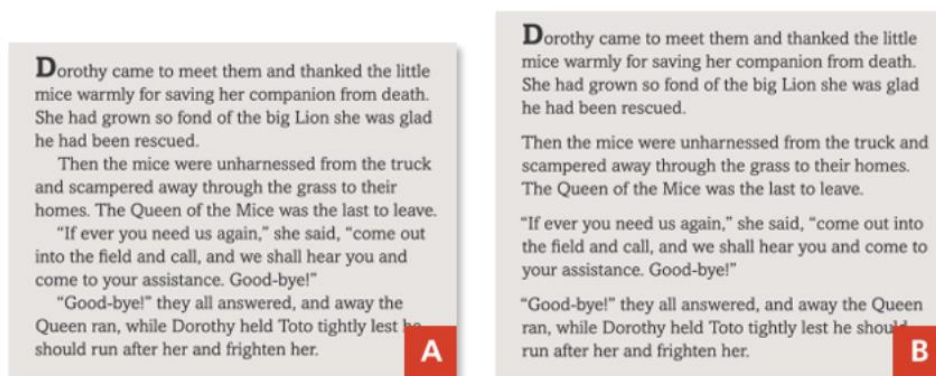 Dorothy came to meet them and thanked the little
mice warmly for saving her companion from death.
She had grown so fond of the big Lion she was glad
he had been rescued.
Then the mice were unharnessed from the truck
and scampered away through the grass to their
homes. The Queen of the Mice was the last to leave.
“If ever you need us again,” she said, “come out
into the field and call, and we shall hear you and
come to your assistance. Good-bye!”
“Good-bye!” they all answered, and away the
Queen ran, while Dorothy held Toto tightly lest he
should run after her and frighten her.
A
Dorothy came to meet them and thanked the little
mice warmly for saving her companion from death.
She had grown so fond of the big Lion she was glad
he had been rescued.
Then the mice were unharnessed from the truck and
scampered away through the grass to their homes.
The Queen of the Mice was the last to leave.
“If ever you need us again,” she said, “come out into
the field and call, and we shall hear you and come to
your assistance. Good-bye!”
“Good-bye!” they all answered, and away the Queen
ran, while Dorothy held Toto tightly lest he should
run after her and frighten her.
B